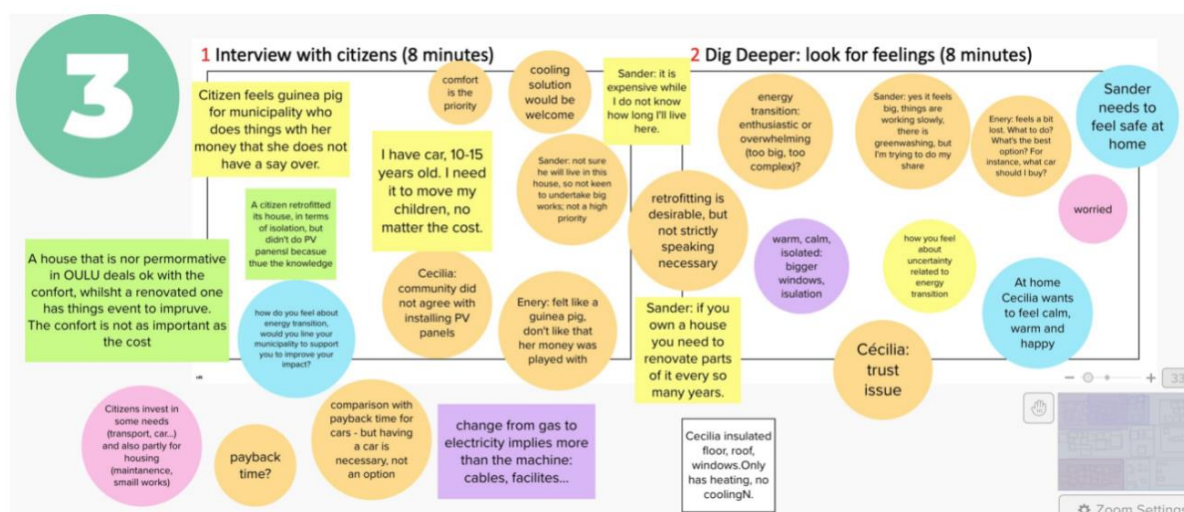 3
1 Interview with citizens (8 minutes)
2 Dig Deeper: look for feelings (8 minutes)
Citizen feels guinea pig
for municipality who
does things wth her
money that she does not
have a say over.
comfort
is the
priority
cooling
solution
would be
welcome
Sander: it is
expensive while
I do not know
how long I'll live
here.
I have car, 10-15
years old. I need
it to move my
children, no
matter the cost.
Sander: not sure
he will live in this
house, so not keen
to undertake big
works; not a high
priority
A citizen retrofitted
its house, in terms
of isolation, but
didn't do PV
panensl becasue
thue the knowledge
A house that is nor permormative
in OULU deals ok with the
confort, whilsht a renovated one
has things event to impruve.
The confort is not as important as
the cost
how do you feel about
energy transition,
would you line your
municipality to support
you to improve your
impact?
Cecilia:
community did
not agree with
installing PV
panels
Enery: felt like a
guinea pig,
don't like that
her money was
played with
Citizens invest in
some needs
(transport, car...)
and also partly for
housing
(maintanence,
smaill works)
payback
time?
comparison with
payback time for
cars - but having
a car is
necessary, not
an option
change from gas to
electricity implies more
than the machine:
cables, facilites...
energy
transition:
enthusiastic or
overwhelming
(too big, too
complex)?
Sander: yes it feels
big, things are
working slowly,
there is
greenwashing, but
I'm trying to do my
share
Enery: feels a bit
lost. What to do?
What's the best
option? For
instance, what car
should I buy?
Sander
needs to
feel safe at
home
worried
retrofitting is
desirable, but
not strictly
speaking
necessary
warm, calm,
isolated:
bigger
windows,
isulation
how you feel
about
uncertainty
related to
energy
transition
At home
Cecilia wants
to feel calm,
warm and
happy
Sander: if you
own a house
you need to
renovate parts
of it every so
many years.
Cécilia:
trust
issue
Cecilia insulated
floor, roof,
windows.Only
has heating, no
coolingN.
33
Zoom Settings